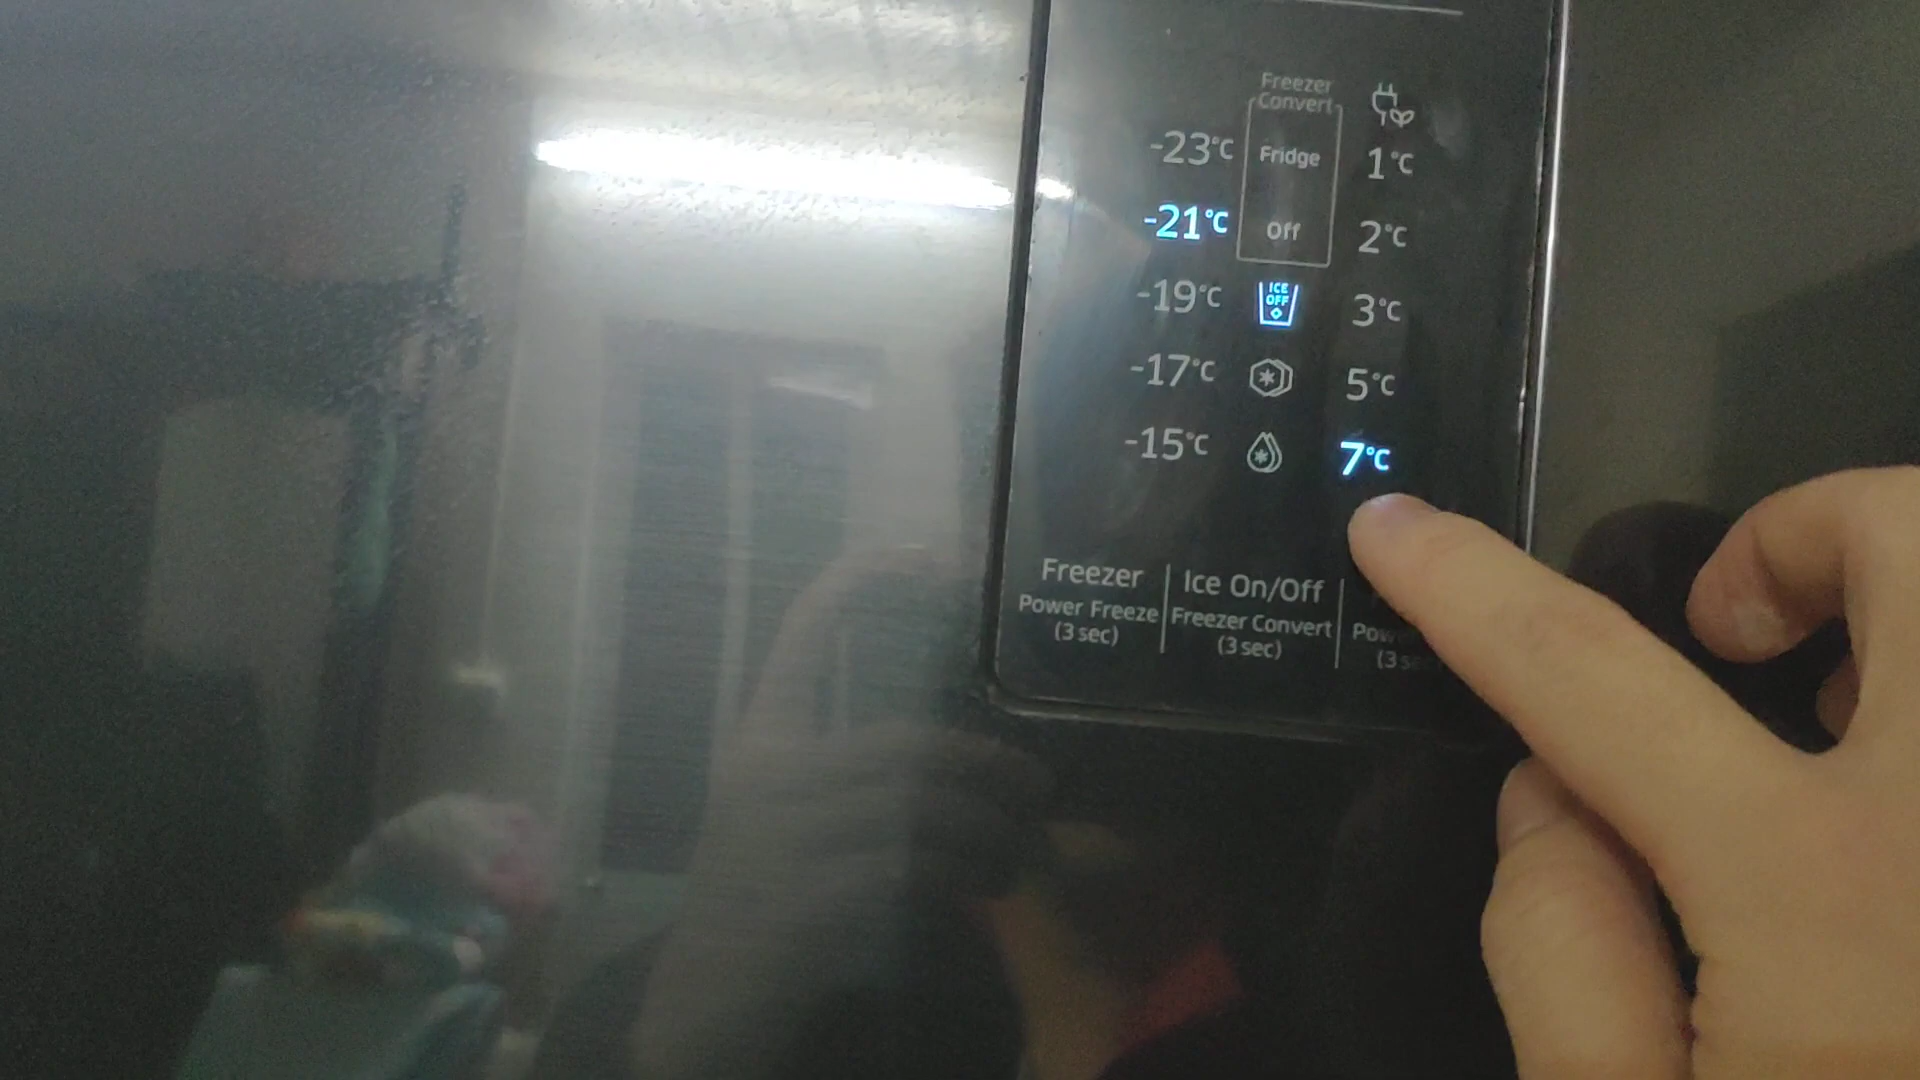 Freezer
Convert
-23°C Fridge 1°C
-21°C Off 2°C
-19°C ICE OFF 3°C
-17°C 5°C
-15°C 7°C
Freezer Ice On/Off
Power Freeze Freezer Convert
(3 sec) (3 sec) (3